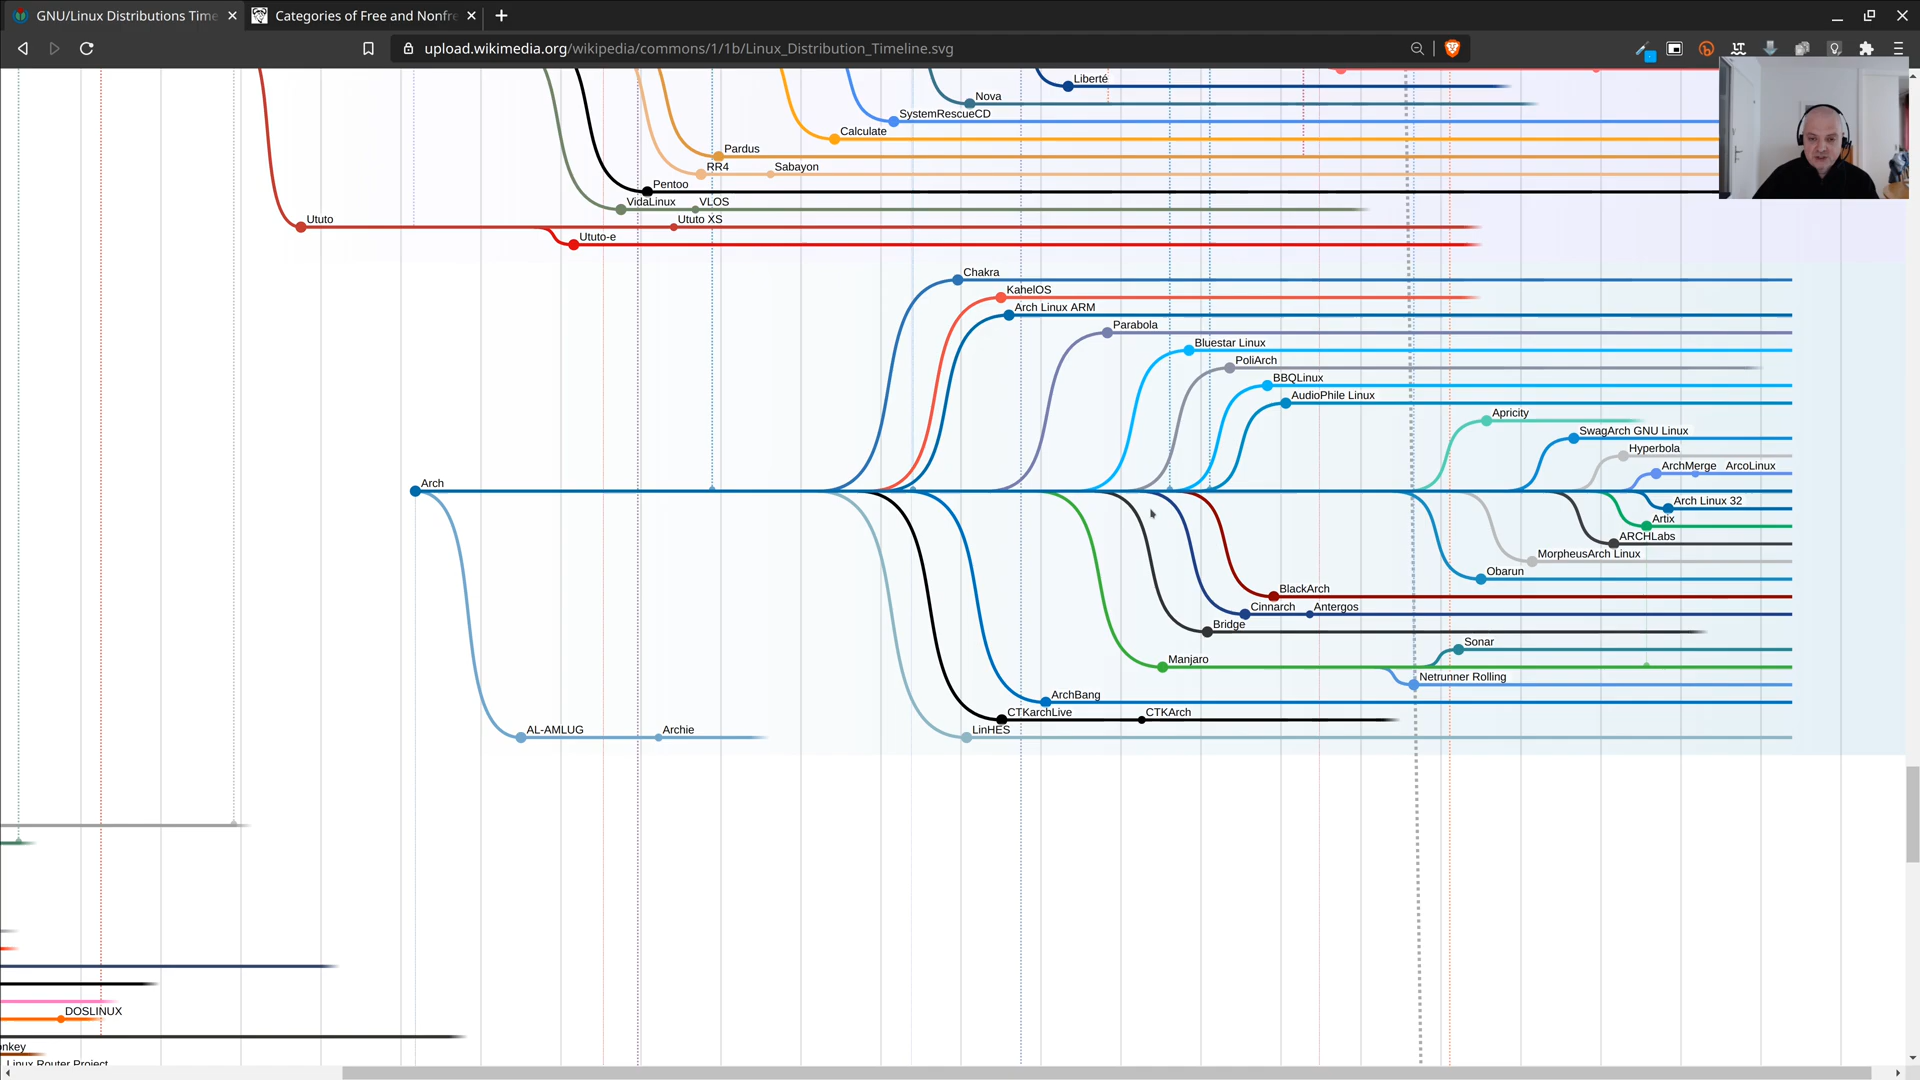 GNU/Linux Distributions Time
Categories of Free and Nonfre
upload.wikimedia.org/wikipedia/commons/1/1b/Linux_Distribution_Timeline.svg
Liberté
Nova
SystemRescueCD
Calculate
Pardus
RR4
Sabayon
Pentoo
VidaLinux
VLOS
Ututo
Ututo XS
Ututo-e
Chakra
KahelOS
Arch Linux ARM
Parabola
Bluestar Linux
PoliArch
BBQLinux
AudioPhile Linux
Apricity
SwagArch GNU Linux
Hyperbola
ArchMerge
ArcoLinux
Arch
Arch Linux 32
Artix
ARCHLabs
MorpheusArch Linux
Obarun
BlackArch
Cinnarch
Antergos
Bridge
Sonar
Manjaro
Netrunner Rolling
ArchBang
CTKarchLive
CTKArch
AL-AMLUG
Archie
LinHES
DOSLINUX
onkey
Linux Router Project